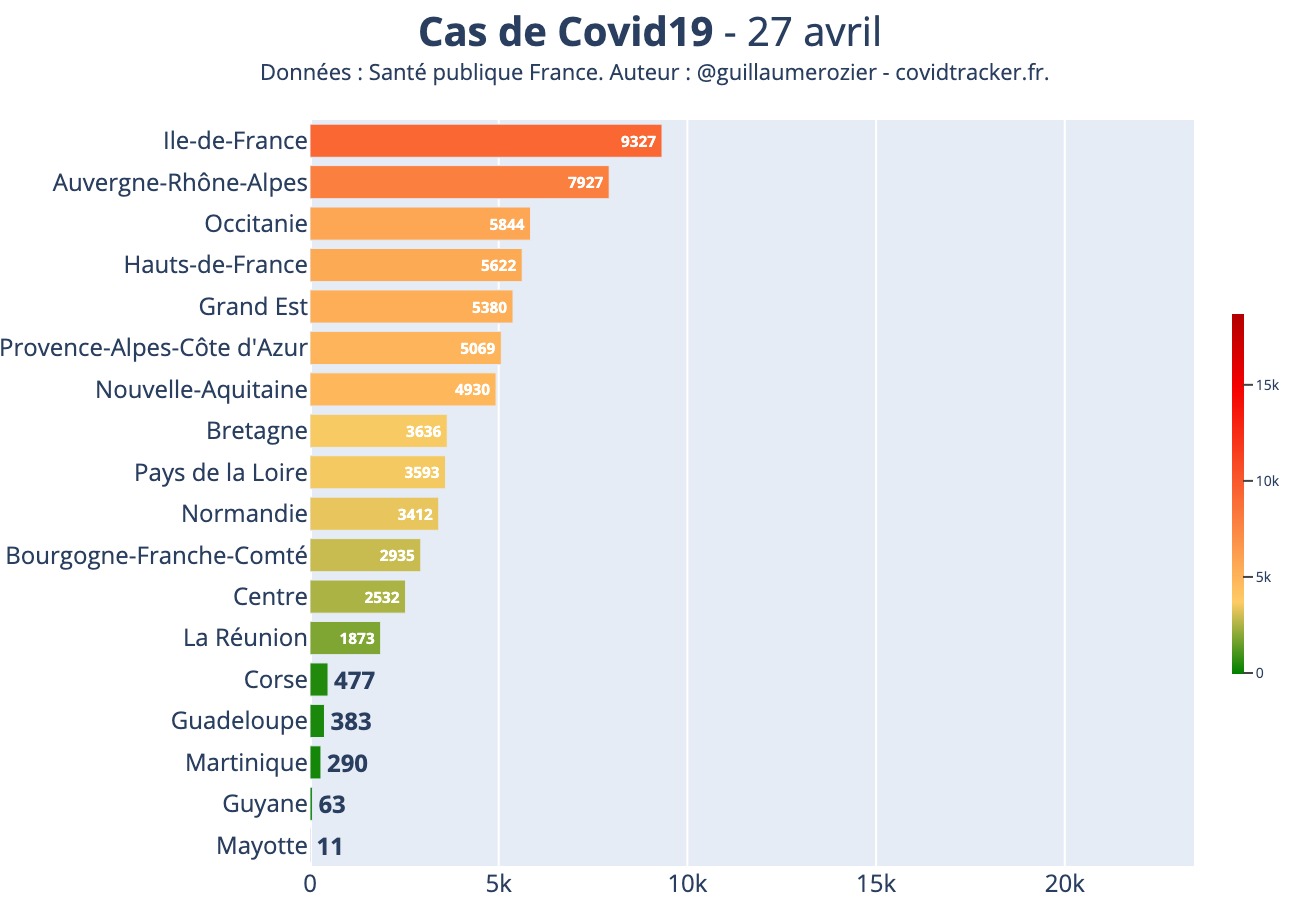 Cas de Covid19 - 27 avril
Données : Santé publique France. Auteur : @guillaumerozier - covidtracker.fr.
Ile-de-France 9327
Auvergne-Rhône-Alpes 7927
Occitanie 5844
Hauts-de-France 5622
Grand Est 5380
Provence-Alpes-Côte d'Azur 5069
Nouvelle-Aquitaine 4930
Bretagne 3636
Pays de la Loire 3593
Normandie 3412
Bourgogne-Franche-Comté 2935
Centre 2532
La Réunion 1873
Corse 477
Guadeloupe 383
Martinique 290
Guyane 63
Mayotte 11
0 5k 10k 15k 20k
15k
10k
5k
0